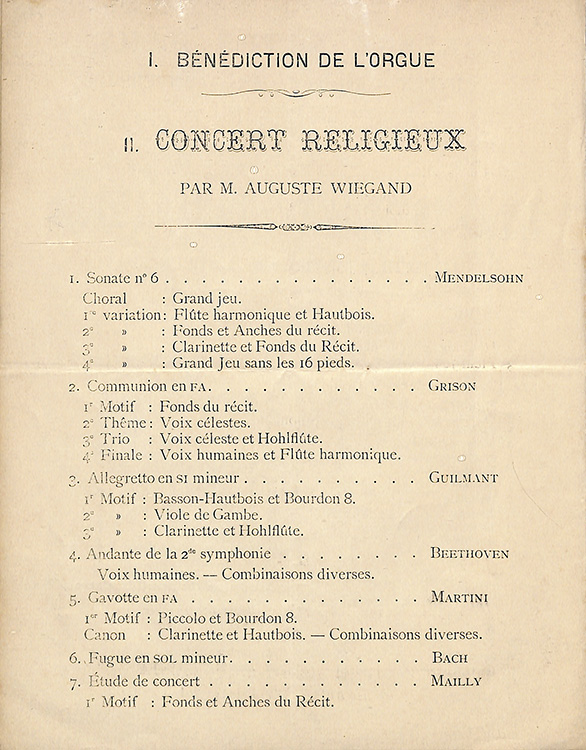 I. BÉNÉDICTION DE L'ORGUE
II. CONCERT RELIGIEUX
PAR M. AUGUSTE WIEGAND
1. Sonate n° 6 . . . . . . . . . . . . . . . MENDELSOHN
Choral : Grand jeu.
1re variation : Flûte harmonique et Hautbois.
2e » : Fonds et Anches du récit.
3e » : Clarinette et Fonds du Récit.
4e » : Grand Jeu sans les 16 pieds.
2. Communion en FA . . . . . . . . . . . . GRISON
1r Motif : Fonds du récit.
2e Thême : Voix célestes.
3e Trio : Voix céleste et Hohlflûte.
4e Finale : Voix humaines et Flûte harmonique.
3. Allegretto en SI mineur . . . . . . . . . . GUILMANT
1r Motif : Basson-Hautbois et Bourdon 8.
2e » : Viole de Gambe.
3e » : Clarinette et Hohlflûte.
4. Andante de la 2de symphonie . . . . . . . . BEETHOVEN
Voix humaines. — Combinaisons diverses.
5. Gavotte en FA . . . . . . . . . . . . . MARTINI
1er Motif : Piccolo et Bourdon 8.
Canon : Clarinette et Hautbois. — Combinaisons diverses.
6. Fugue en SOL mineur . . . . . . . . . . . BACH
7. Étude de concert . . . . . . . . . . . . MAILLY
1r Motif : Fonds et Anches du Récit.